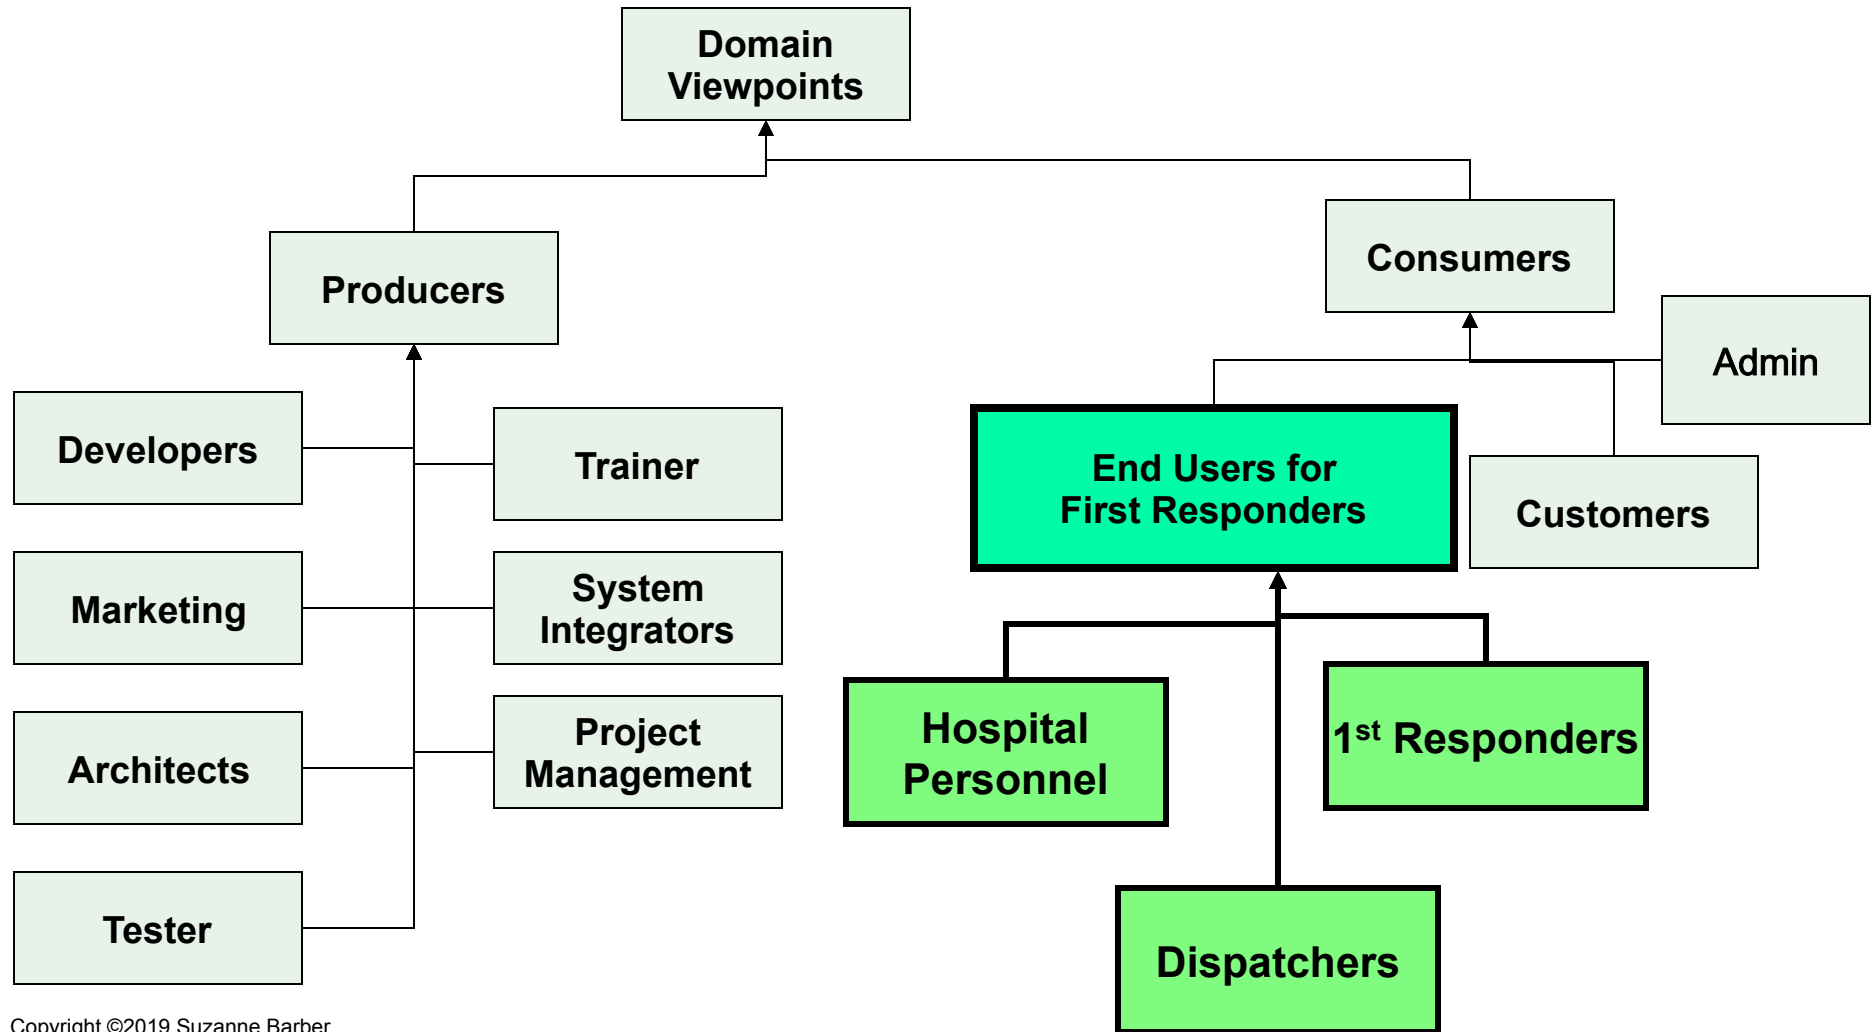 Domain
Viewpoints
Producers
Consumers
Admin
Developers
Trainer
End Users for
First Responders
Customers
Marketing
System
Integrators
Hospital
Personnel
1st Responders
Architects
Project
Management
Tester
Dispatchers
Copyright ©2019 Suzanne Barber